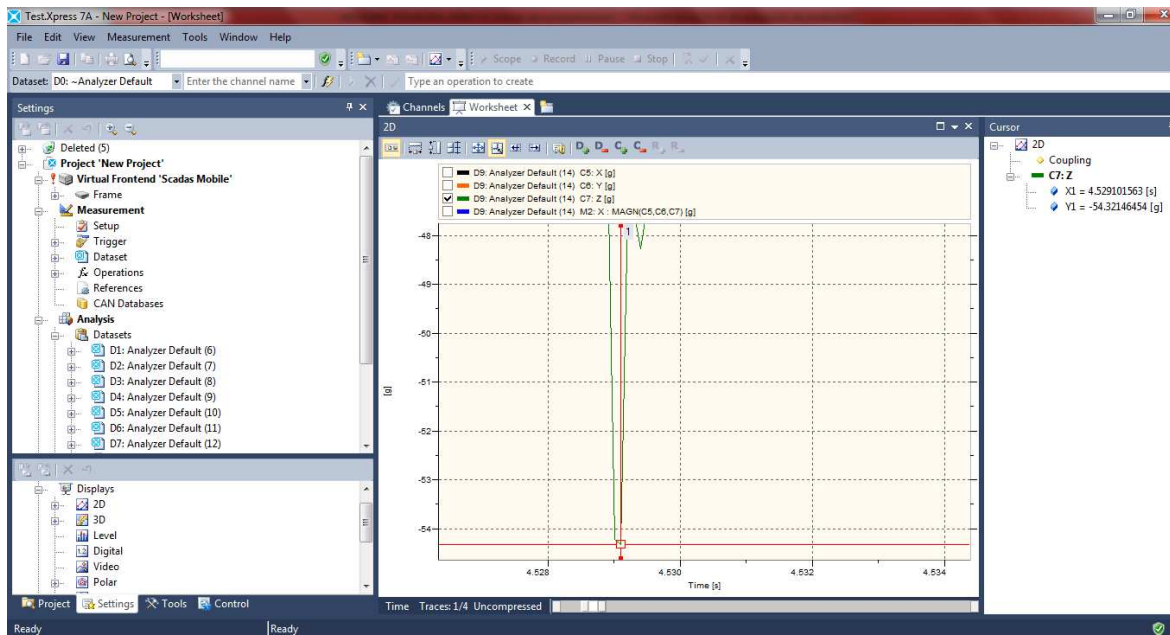 Test.Xpress 7A - New Project - [Worksheet]
File Edit View Measurement Tools Window Help
Scope Record Pause Stop
Dataset: D0: ~Analyzer Default Enter the channel name Type an operation to create
Settings
Deleted (5)
Project 'New Project'
Virtual Frontend 'Scadas Mobile'
Frame
Measurement
Setup
Trigger
Dataset
Operations
References
CAN Databases
Analysis
Datasets
D1: Analyzer Default (6)
D2: Analyzer Default (7)
D3: Analyzer Default (8)
D4: Analyzer Default (9)
D5: Analyzer Default (10)
D6: Analyzer Default (11)
D7: Analyzer Default (12)
Displays
2D
3D
Level
Digital
Video
Polar
Project Settings Tools Control
Channels Worksheet
2D
D9: Analyzer Default (14) C5: X [g]
D9: Analyzer Default (14) C6: Y [g]
D9: Analyzer Default (14) C7: Z [g]
D9: Analyzer Default (14) M2: X : MAGN(C5,C6,C7) [g]
1
-48
-49
-50
-51
-52
-53
-54
[g]
4.528 4.530 4.532 4.534
Time [s]
Time Traces: 1/4 Uncompressed
Cursor
2D
Coupling
C7: Z
X1 = 4.529101563 [s]
Y1 = -54.32146454 [g]
Ready Ready